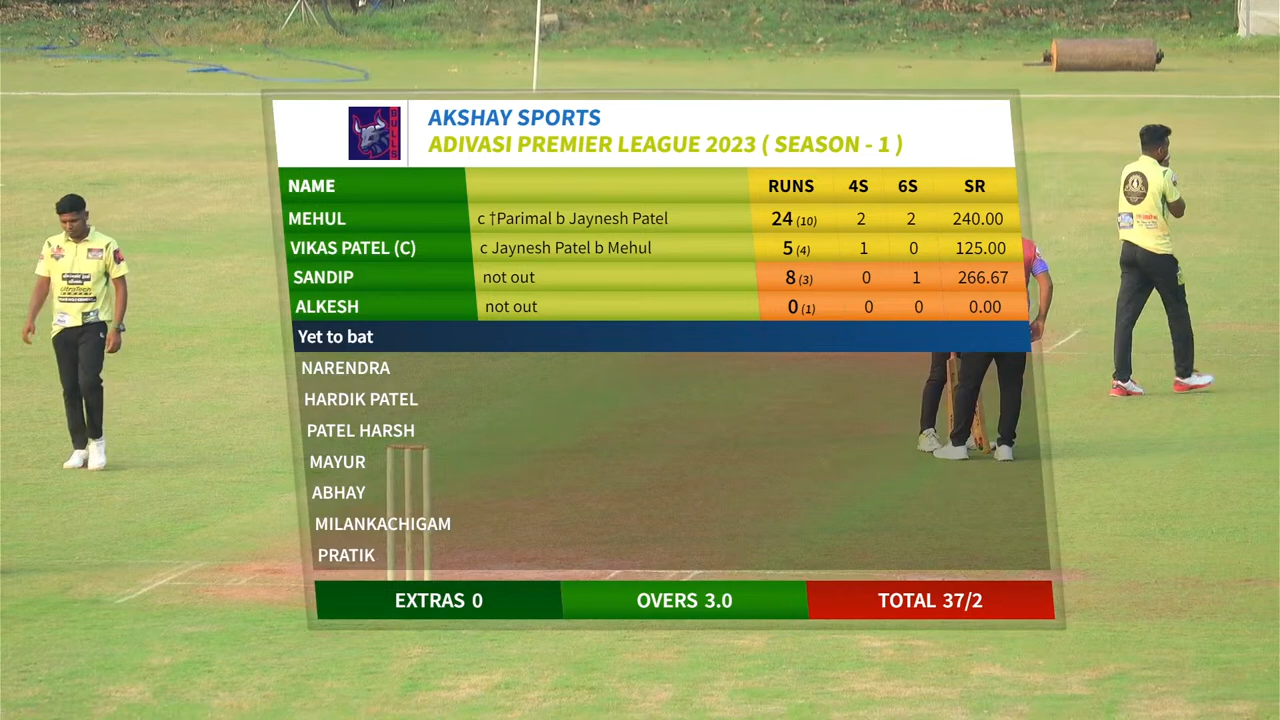 AKSHAY SPORTS
ADIVASI PREMIER LEAGUE 2023 ( SEASON - 1 )
BULLS
NAME RUNS 4S 6S SR
MEHUL c †Parimal b Jaynesh Patel 24 (10) 2 2 240.00
VIKAS PATEL (C) c Jaynesh Patel b Mehul 5 (4) 1 0 125.00
SANDIP not out 8 (3) 0 1 266.67
ALKESH not out 0 (1) 0 0 0.00
Yet to bat
NARENDRA
HARDIK PATEL
PATEL HARSH
MAYUR
ABHAY
MILANKACHIGAM
PRATIK
EXTRAS 0 OVERS 3.0 TOTAL 37/2
UltraTech